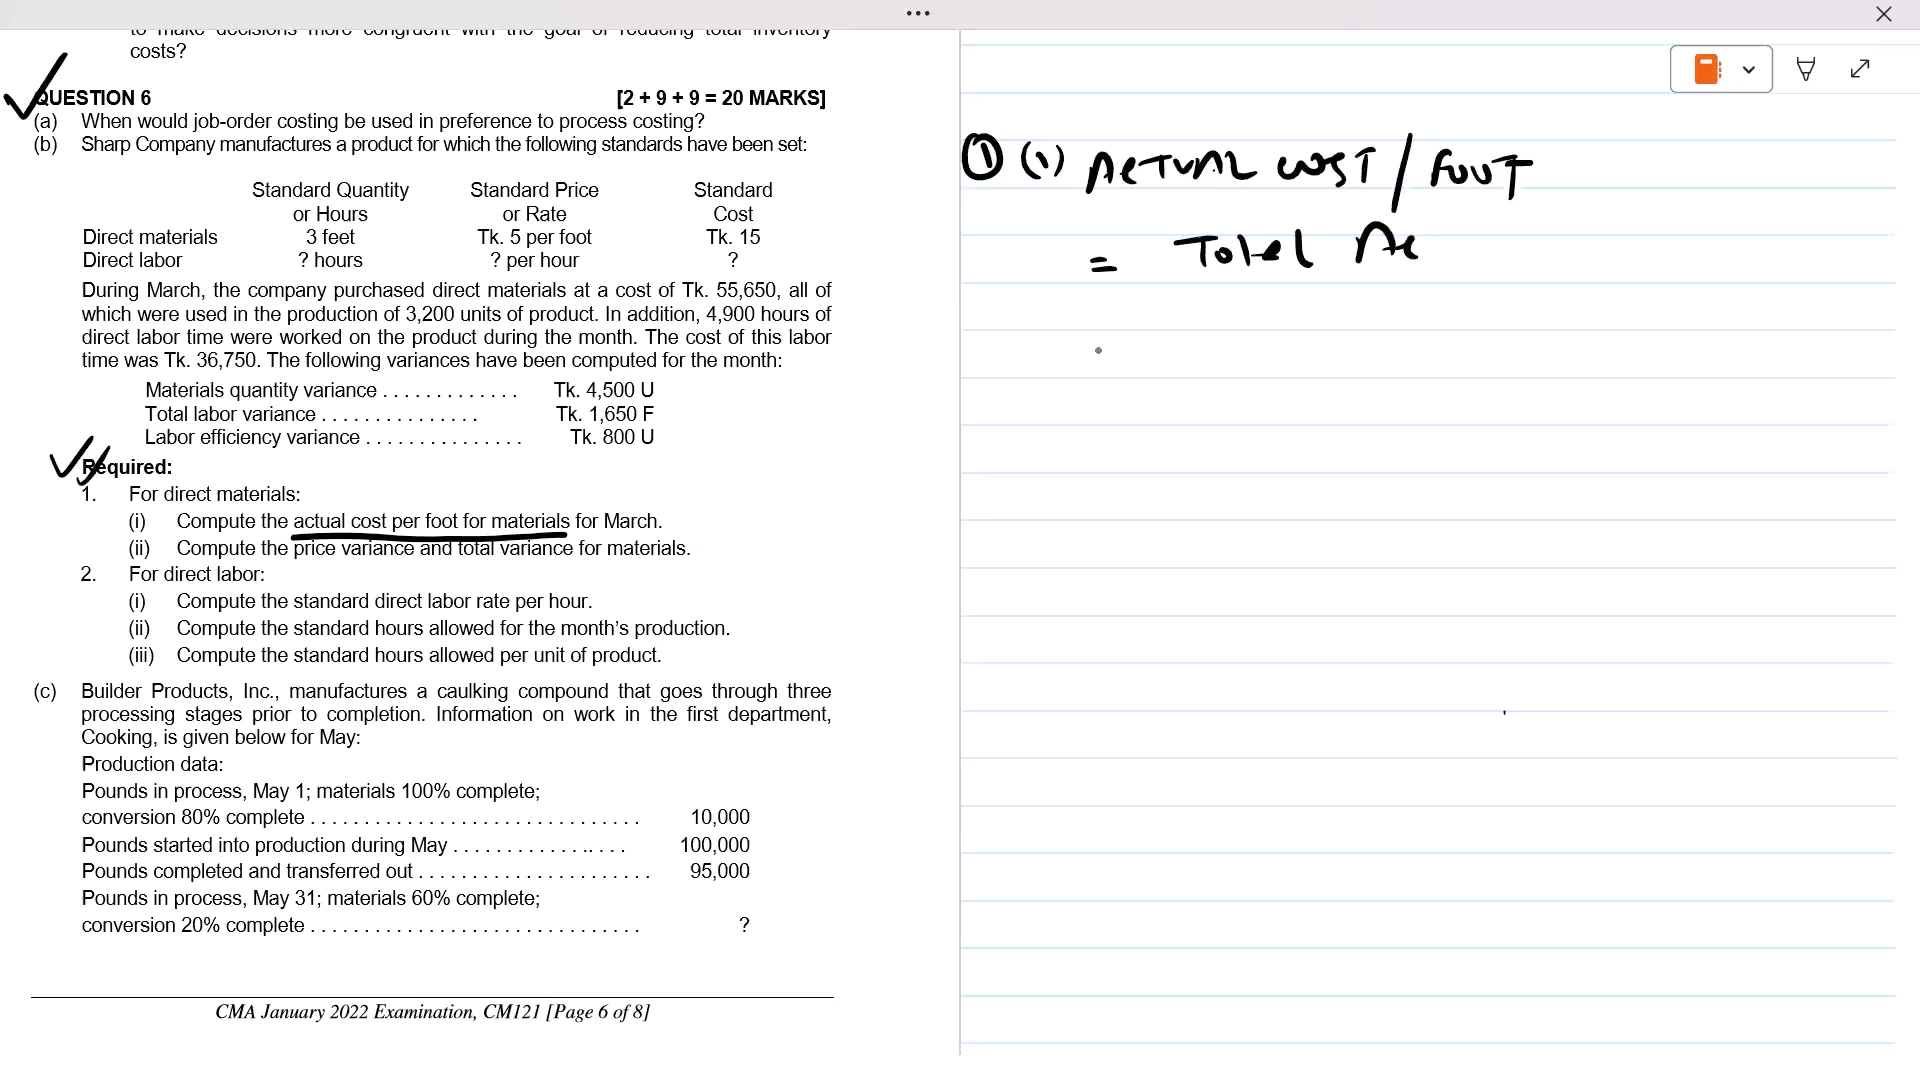 to make decisions more congruent with the goal of reducing total inventory
costs?
QUESTION 6 [2 + 9 + 9 = 20 MARKS]
(a) When would job-order costing be used in preference to process costing?
(b) Sharp Company manufactures a product for which the following standards have been set:
Standard Quantity Standard Price Standard
or Hours or Rate Cost
Direct materials 3 feet Tk. 5 per foot Tk. 15
Direct labor ? hours ? per hour ?
During March, the company purchased direct materials at a cost of Tk. 55,650, all of
which were used in the production of 3,200 units of product. In addition, 4,900 hours of
direct labor time were worked on the product during the month. The cost of this labor
time was Tk. 36,750. The following variances have been computed for the month:
Materials quantity variance . . . . . . . . . . . . . Tk. 4,500 U
Total labor variance . . . . . . . . . . . . . . . Tk. 1,650 F
Labor efficiency variance . . . . . . . . . . . . . . . Tk. 800 U
Required:
1. For direct materials:
(i) Compute the actual cost per foot for materials for March.
(ii) Compute the price variance and total variance for materials.
2. For direct labor:
(i) Compute the standard direct labor rate per hour.
(ii) Compute the standard hours allowed for the month’s production.
(iii) Compute the standard hours allowed per unit of product.
(c) Builder Products, Inc., manufactures a caulking compound that goes through three
processing stages prior to completion. Information on work in the first department,
Cooking, is given below for May:
Production data:
Pounds in process, May 1; materials 100% complete;
conversion 80% complete . . . . . . . . . . . . . . . . . . . . . . . . . . . . . . 10,000
Pounds started into production during May . . . . . . . . . . . . . .. . . . . 100,000
Pounds completed and transferred out . . . . . . . . . . . . . . . . . . . . . . 95,000
Pounds in process, May 31; materials 60% complete;
conversion 20% complete . . . . . . . . . . . . . . . . . . . . . . . . . . . . . . ?
CMA January 2022 Examination, CM121 [Page 6 of 8]
① (i) ACTUAL COST / FOOT
= Total Ac